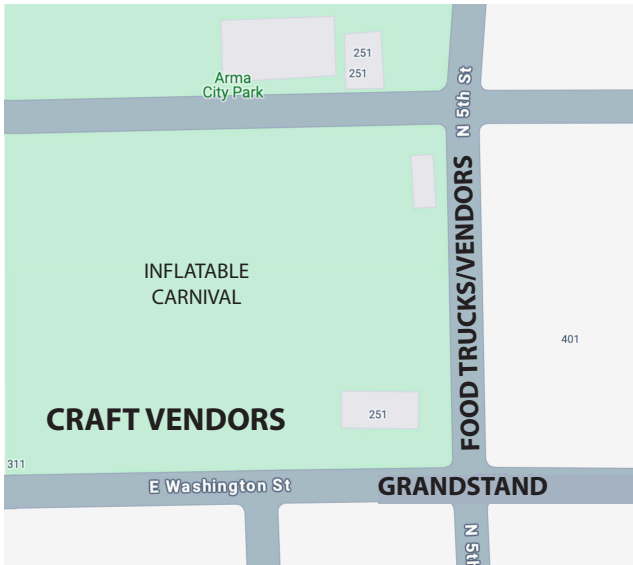 251
251
Arma
City Park
N 5th St
FOOD TRUCKS/VENDORS
INFLATABLE
CARNIVAL
401
CRAFT VENDORS
251
311
E Washington St
GRANDSTAND
N 5th